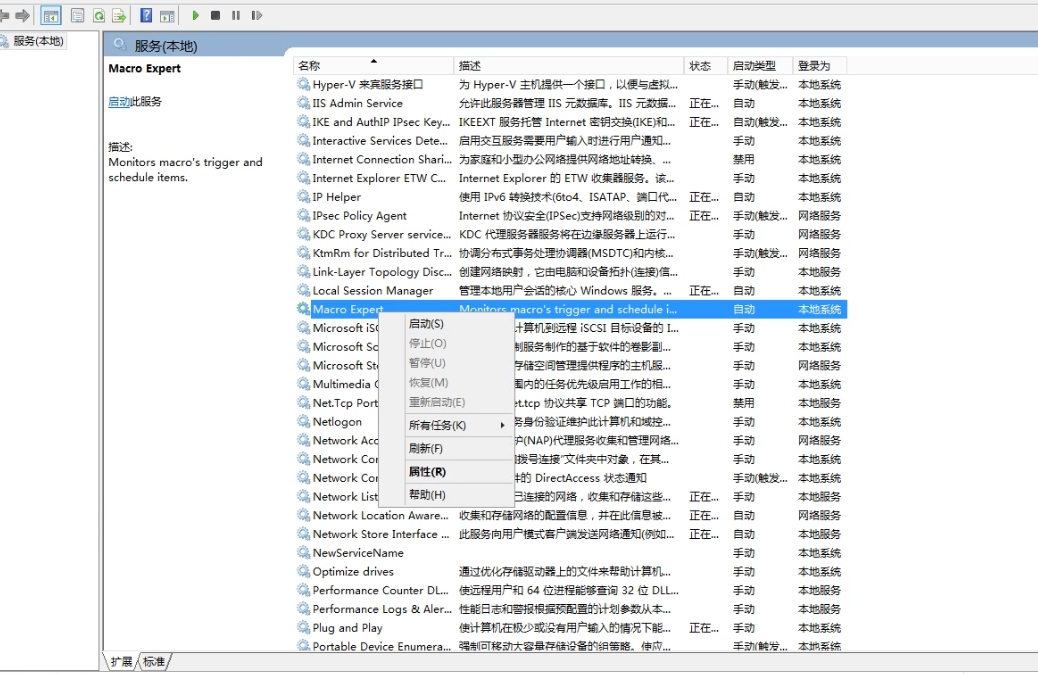 服务(本地)
服务(本地)
Macro Expert
启动此服务
描述:
Monitors macro's trigger and
schedule items.
名称 描述 状态 启动类型 登录为
Hyper-V 来宾服务接口 为 Hyper-V 主机提供一个接口，以便与虚拟... 手动(触发... 本地系统
IIS Admin Service 允许此服务器管理 IIS 元数据库。IIS 元数据... 正在... 自动 本地系统
IKE and AuthIP IPsec Key... IKEEXT 服务托管 Internet 密钥交换(IKE)和... 正在... 自动(触发... 本地系统
Interactive Services Dete... 启用交互服务需要用户输入时进行用户通知... 手动 本地系统
Internet Connection Shari... 为家庭和小型办公网络提供网络地址转换、... 禁用 本地系统
Internet Explorer ETW C... Internet Explorer 的 ETW 收集器服务。该... 手动 本地系统
IP Helper 使用 IPv6 转换技术(6to4、ISATAP、端口代... 正在... 自动 本地系统
IPsec Policy Agent Internet 协议安全(IPSec)支持网络级别的对... 正在... 手动(触发... 网络服务
KDC Proxy Server service... KDC 代理服务器服务将在边缘服务器上运行... 手动 网络服务
KtmRm for Distributed Tr... 协调分布式事务处理协调器(MSDTC)和内核... 手动(触发... 网络服务
Link-Layer Topology Disc... 创建网络映射，它由电脑和设备拓扑(连接)信... 手动 本地服务
Local Session Manager 管理本地用户会话的核心 Windows 服务。... 正在... 自动 本地系统
Macro Expert Monitors macro's trigger and schedule i... 自动 本地系统
Microsoft iSC 计算机到远程 iSCSI 目标设备的 I... 手动 本地系统
Microsoft So 制服务制作的基于软件的卷影副... 手动 本地系统
Microsoft Sto 存储空间管理提供程序的主机服... 手动 网络服务
Multimedia C 围内的任务优先级启用工作的相... 手动 本地系统
Net.Tcp Port et.tcp 协议共享 TCP 端口的功能。 禁用 本地服务
Netlogon 务身份验证维护此计算机和域控... 手动 本地系统
Network Acc 户(NAP)代理服务收集和管理网络... 手动 网络服务
Network Con 和拨号连接”文件夹中对象，在其... 手动 本地系统
Network Con 件的 DirectAccess 状态通知 手动(触发... 本地系统
Network List 已连接的网络，收集和存储这些... 正在... 手动 本地服务
Network Location Aware... 收集和存储网络的配置信息，并在此信息被... 正在... 自动 网络服务
Network Store Interface ... 此服务向用户模式客户端发送网络通知(例如... 正在... 自动 本地服务
NewServiceName 手动 本地系统
Optimize drives 通过优化存储驱动器上的文件来帮助计算机... 手动 本地系统
Performance Counter DL... 使远程用户和 64 位进程能够查询 32 位 DLL... 手动 本地服务
Performance Logs & Aler... 性能日志和警报根据预配置的计划参数从本... 手动 本地服务
Plug and Play 使计算机在极少或没有用户输入的情况下能... 正在... 手动 本地系统
Portable Device Enumera... 强制可移动大容量存储设备的组策略。使应... 手动(触发... 本地系统
启动(S)
停止(O)
暂停(U)
恢复(M)
重新启动(E)
所有任务(K)
刷新(F)
属性(R)
帮助(H)
扩展 标准